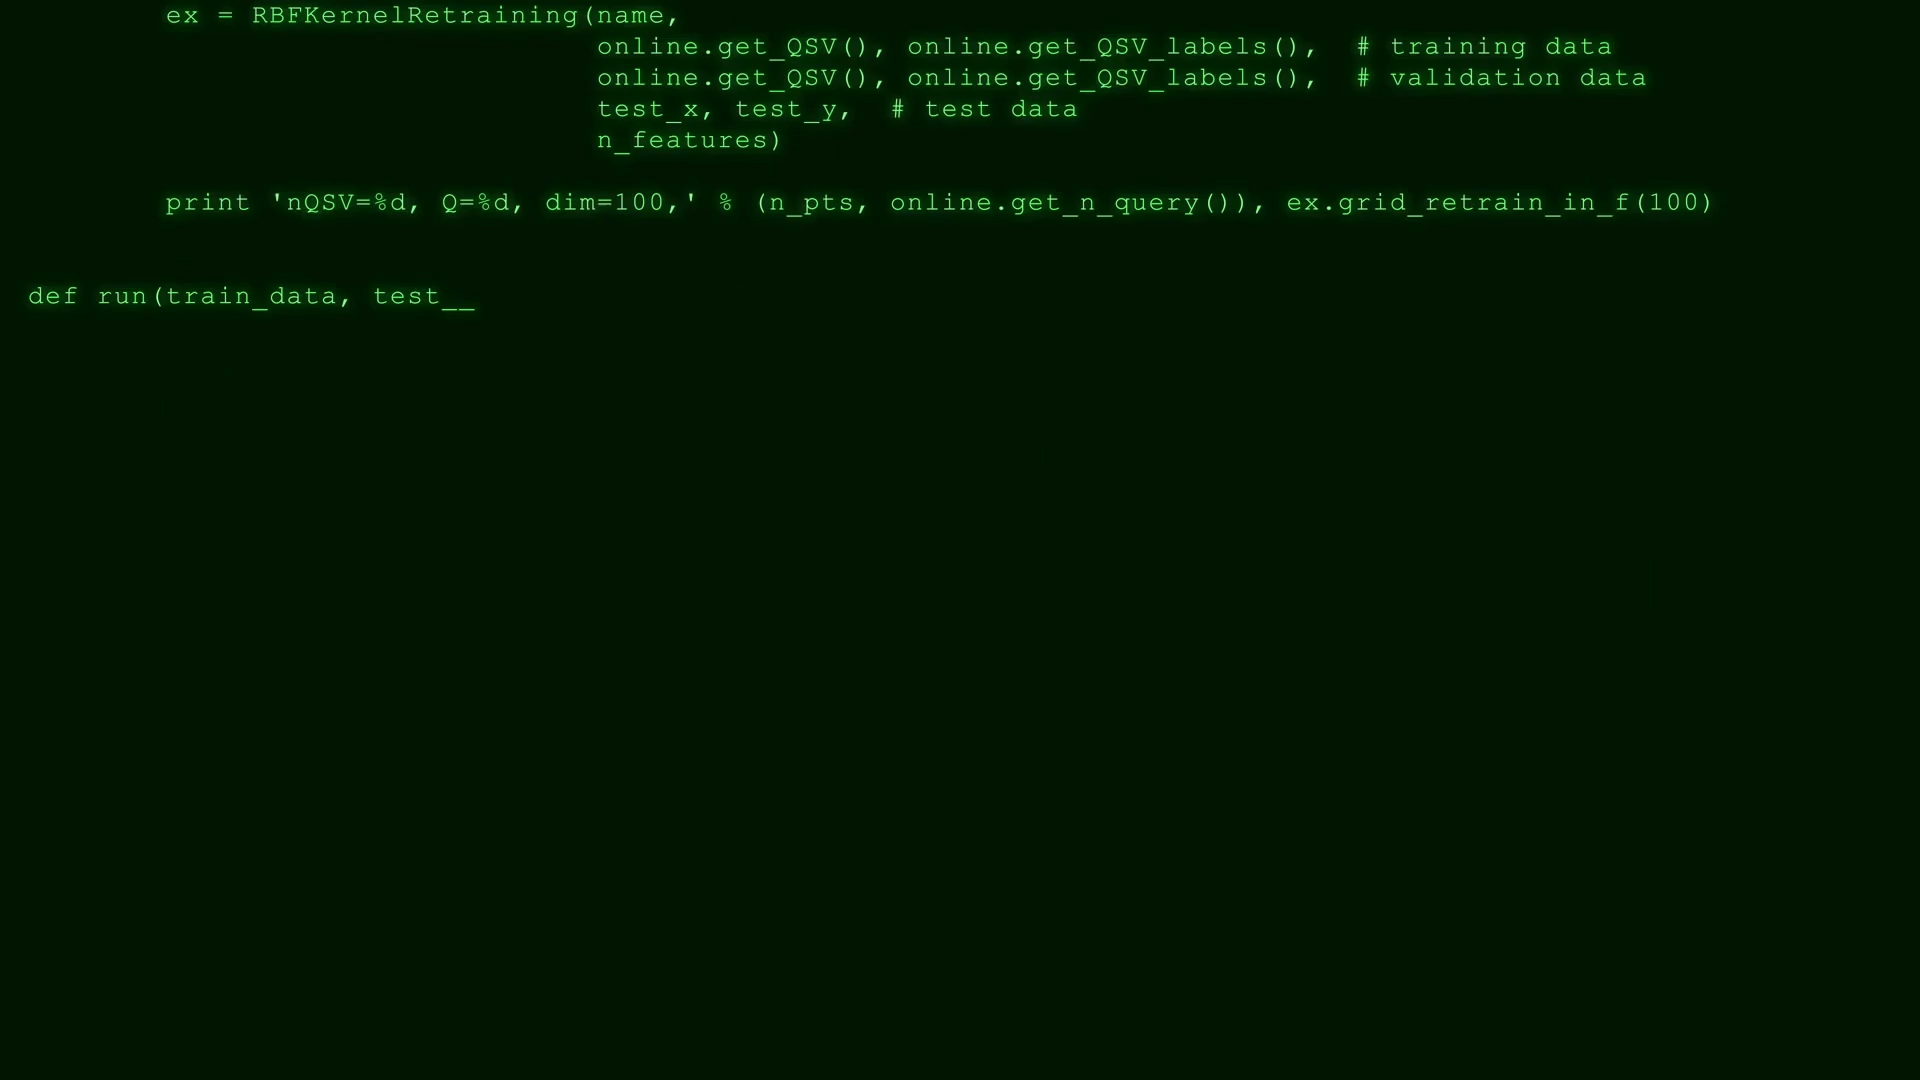 ex = RBFKernelRetraining(name,
online.get_QSV(), online.get_QSV_labels(),  # training data
online.get_QSV(), online.get_QSV_labels(),  # validation data
test_x, test_y,  # test data
n_features)
print 'nQSV=%d, Q=%d, dim=100,' % (n_pts, online.get_n_query()), ex.grid_retrain_in_f(100)
def run(train_data, test__